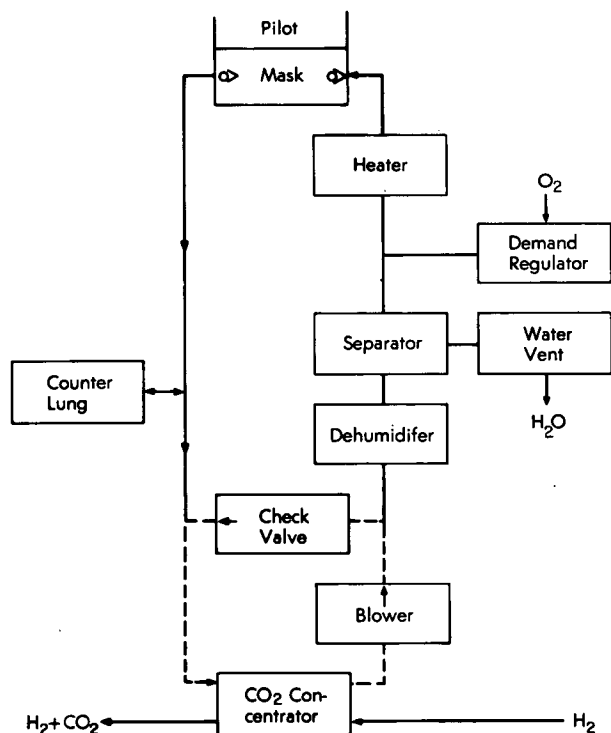 Pilot
Mask
Heater
O2
Demand
Regulator
Separator
Water
Vent
Counter
Lung
H2O
Dehumidifer
Check
Valve
Blower
CO2 Con-
centrator
H2+CO2
H2